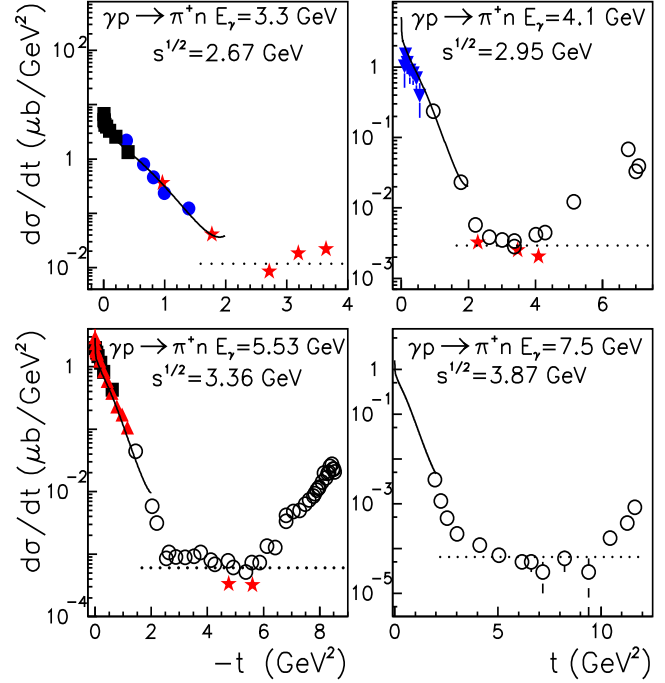 γp → π⁺n E_γ=3.3 GeV
s^1/2=2.67 GeV
10²
1
10⁻²
0 1 2 3 4
dσ/dt (μb/GeV²)
γp → π⁺n E_γ=4.1 GeV
s^1/2=2.95 GeV
1
10⁻¹
10⁻²
10⁻³
0 2 4 6
γp → π⁺n E_γ=5.53 GeV
s^1/2=3.36 GeV
1
10⁻²
10⁻⁴
0 2 4 6 8
dσ/dt (μb/GeV²)
−t (GeV²)
γp → π⁺n E_γ=7.5 GeV
s^1/2=3.87 GeV
1
10⁻¹
10⁻³
10⁻⁵
0 5 10
t (GeV²)